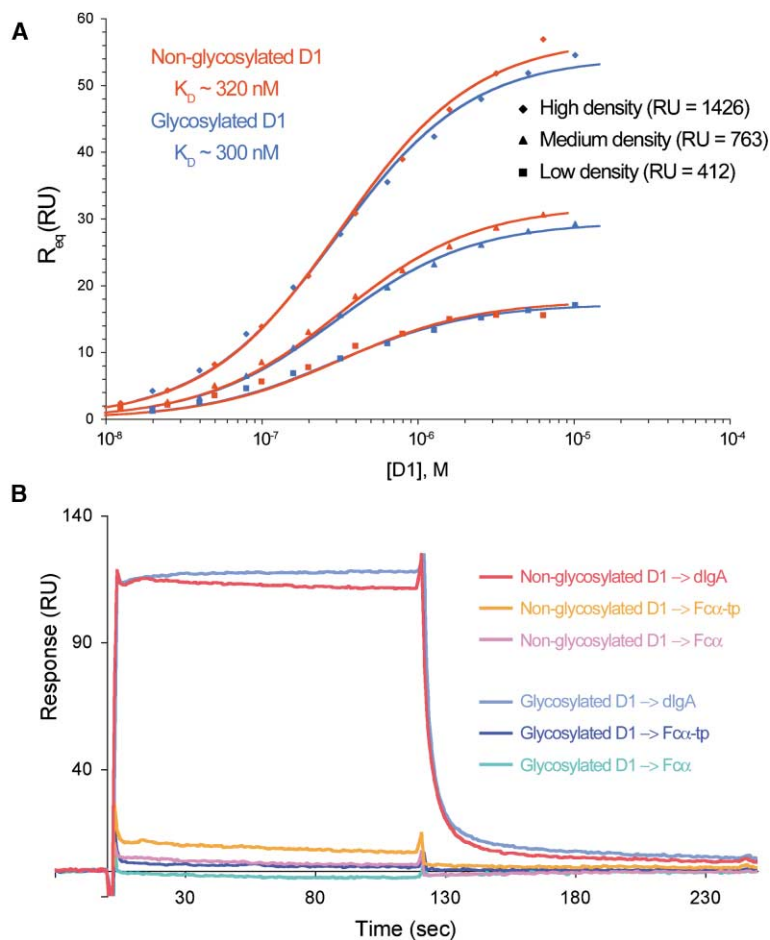 A
60
50
40
30
20
10
0
R_eq(RU)
Non-glycosylated D1
K_D ~ 320 nM
Glycosylated D1
K_D ~ 300 nM
High density (RU = 1426)
Medium density (RU = 763)
Low density (RU = 412)
10⁻⁸ 10⁻⁷ 10⁻⁶ 10⁻⁵ 10⁻⁴
[D1], M
B
140
90
40
Response (RU)
Non-glycosylated D1 –> dIgA
Non-glycosylated D1 –> Fcα-tp
Non-glycosylated D1 –> Fcα
Glycosylated D1 –> dIgA
Glycosylated D1 –> Fcα-tp
Glycosylated D1 –> Fcα
30 80 130 180 230
Time (sec)